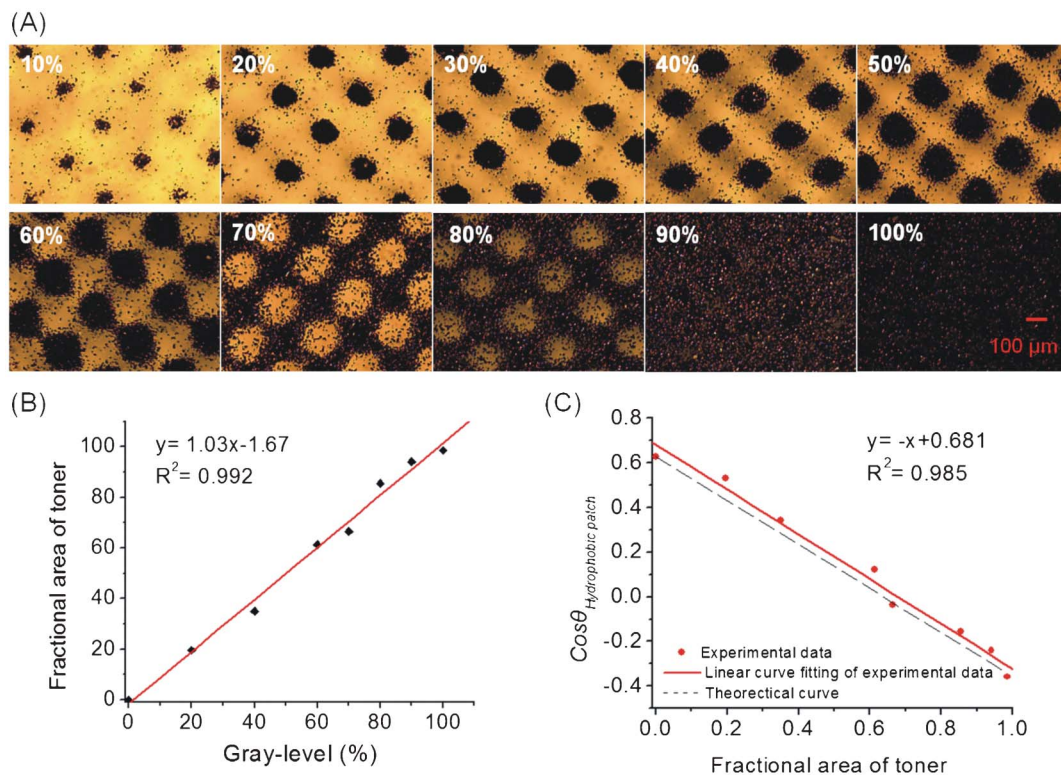 (A)
10% 20% 30% 40% 50%
60% 70% 80% 90% 100%
100 µm
(B)
y= 1.03x-1.67
R²= 0.992
Fractional area of toner
100
80
60
40
20
0
0 20 40 60 80 100
Gray-level (%)
(C)
y= -x+0.681
R²= 0.985
Cosθ Hydrophobic patch
0.8
0.6
0.4
0.2
0.0
-0.2
-0.4
Experimental data
Linear curve fitting of experimental data
Theorectical curve
0.0 0.2 0.4 0.6 0.8 1.0
Fractional area of toner